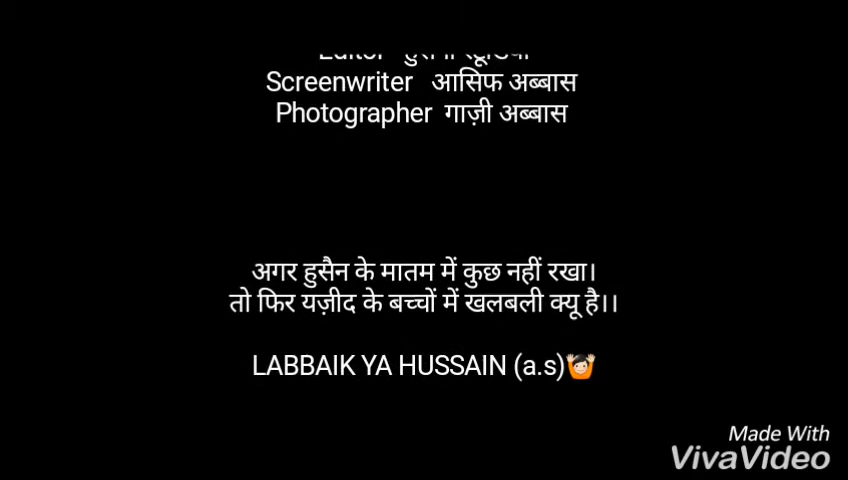 Screenwriter आसिफ अब्बास
Photographer गाज़ी अब्बास
अगर हुसैन के मातम में कुछ नहीं रखा।
तो फिर यज़ीद के बच्चों में खलबली क्यू है।।
LABBAIK YA HUSSAIN (a.s)🙌🏻
Made With
VivaVideo